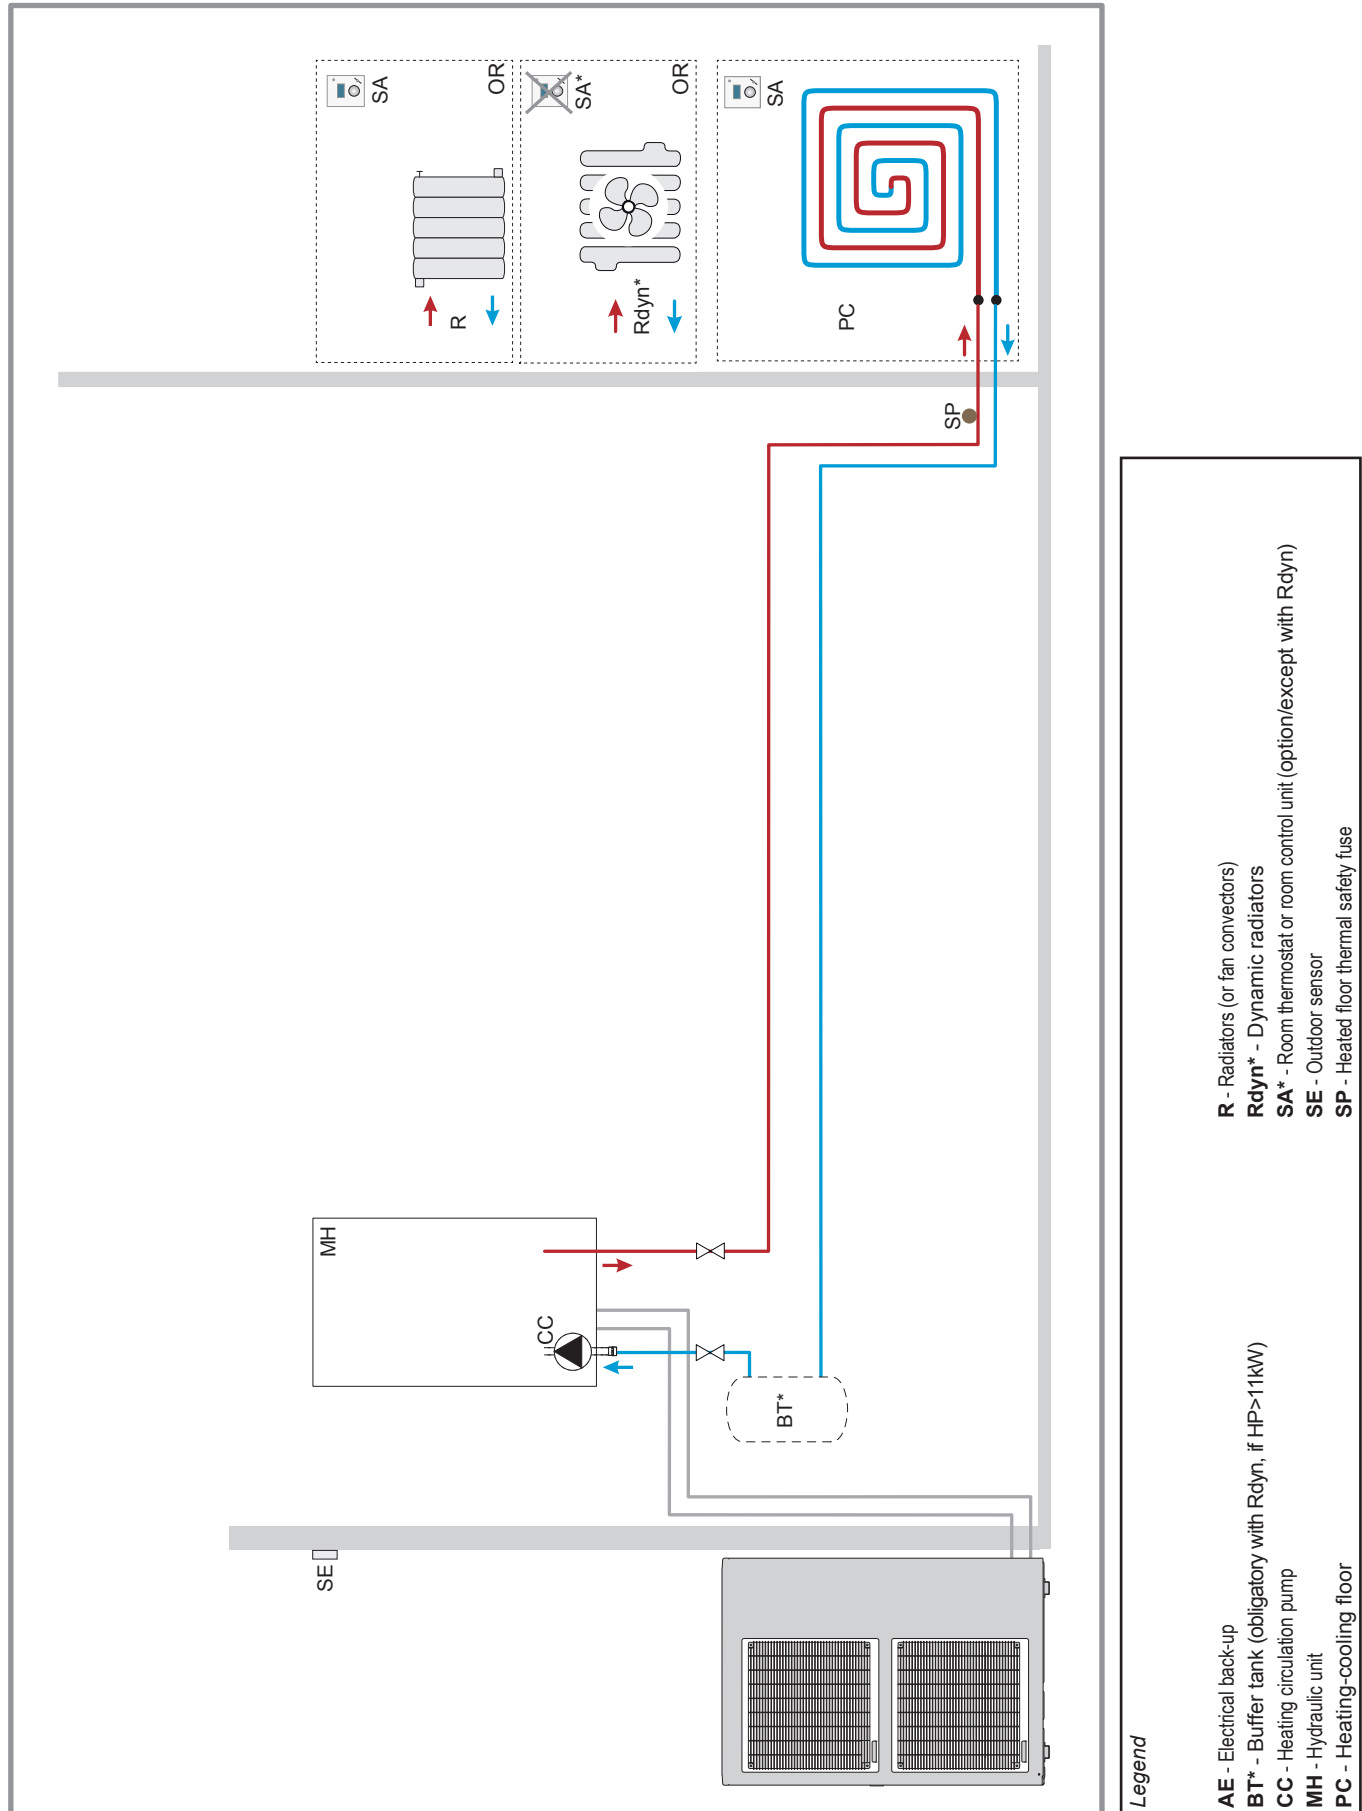 SE
MH
CC
BT*
SP
SA
R
OR
SA*
Rdyn*
OR
SA
PC
Legend
AE - Electrical back-up
BT* - Buffer tank (obligatory with Rdyn, if HP>11kW)
CC - Heating circulation pump
MH - Hydraulic unit
PC - Heating-cooling floor
R - Radiators (or fan convectors)
Rdyn* - Dynamic radiators
SA* - Room thermostat or room control unit (option/except with Rdyn)
SE - Outdoor sensor
SP - Heated floor thermal safety fuse